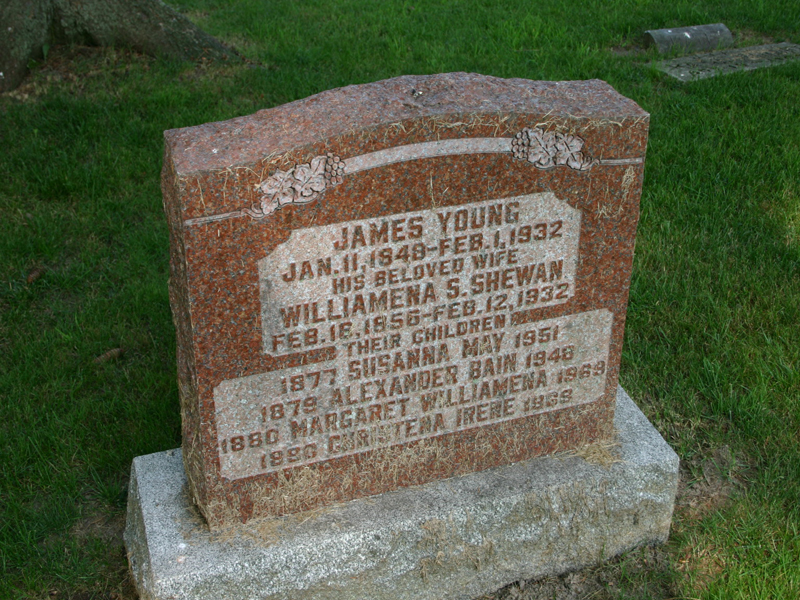 JAMES YOUNG
JAN. 11, 1848 - FEB. 1, 1932
HIS BELOVED WIFE
WILLIAMENA S. SHEWAN
FEB. 16, 1856 - FEB. 12, 1932
THEIR CHILDREN
1877 SUSANNA MAY 1951
1879 ALEXANDER BAIN 1948
1880 MARGARET WILLIAMENA 1969
CHRISTENA IRENE 1969